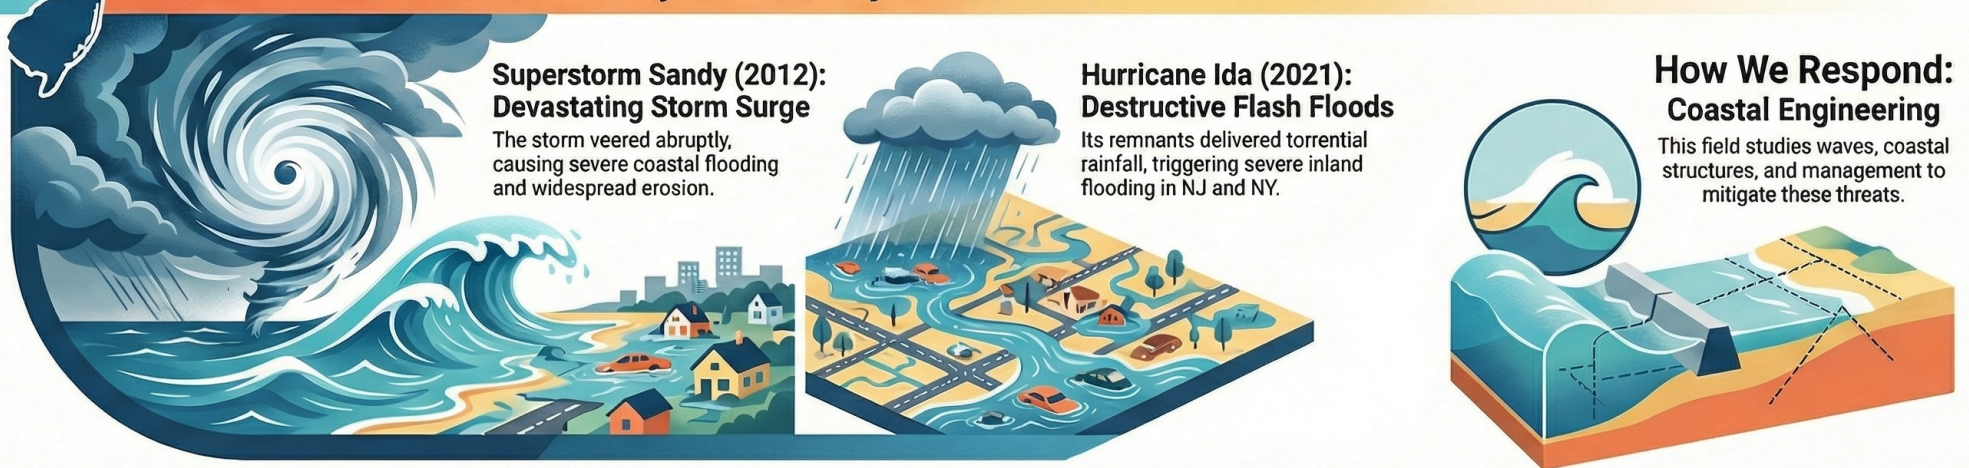 Superstorm Sandy (2012):
Devastating Storm Surge
The storm veered abruptly,
causing severe coastal flooding
and widespread erosion.
Hurricane Ida (2021):
Destructive Flash Floods
Its remnants delivered torrential
rainfall, triggering severe inland
flooding in NJ and NY.
How We Respond:
Coastal Engineering
This field studies waves, coastal
structures, and management to
mitigate these threats.